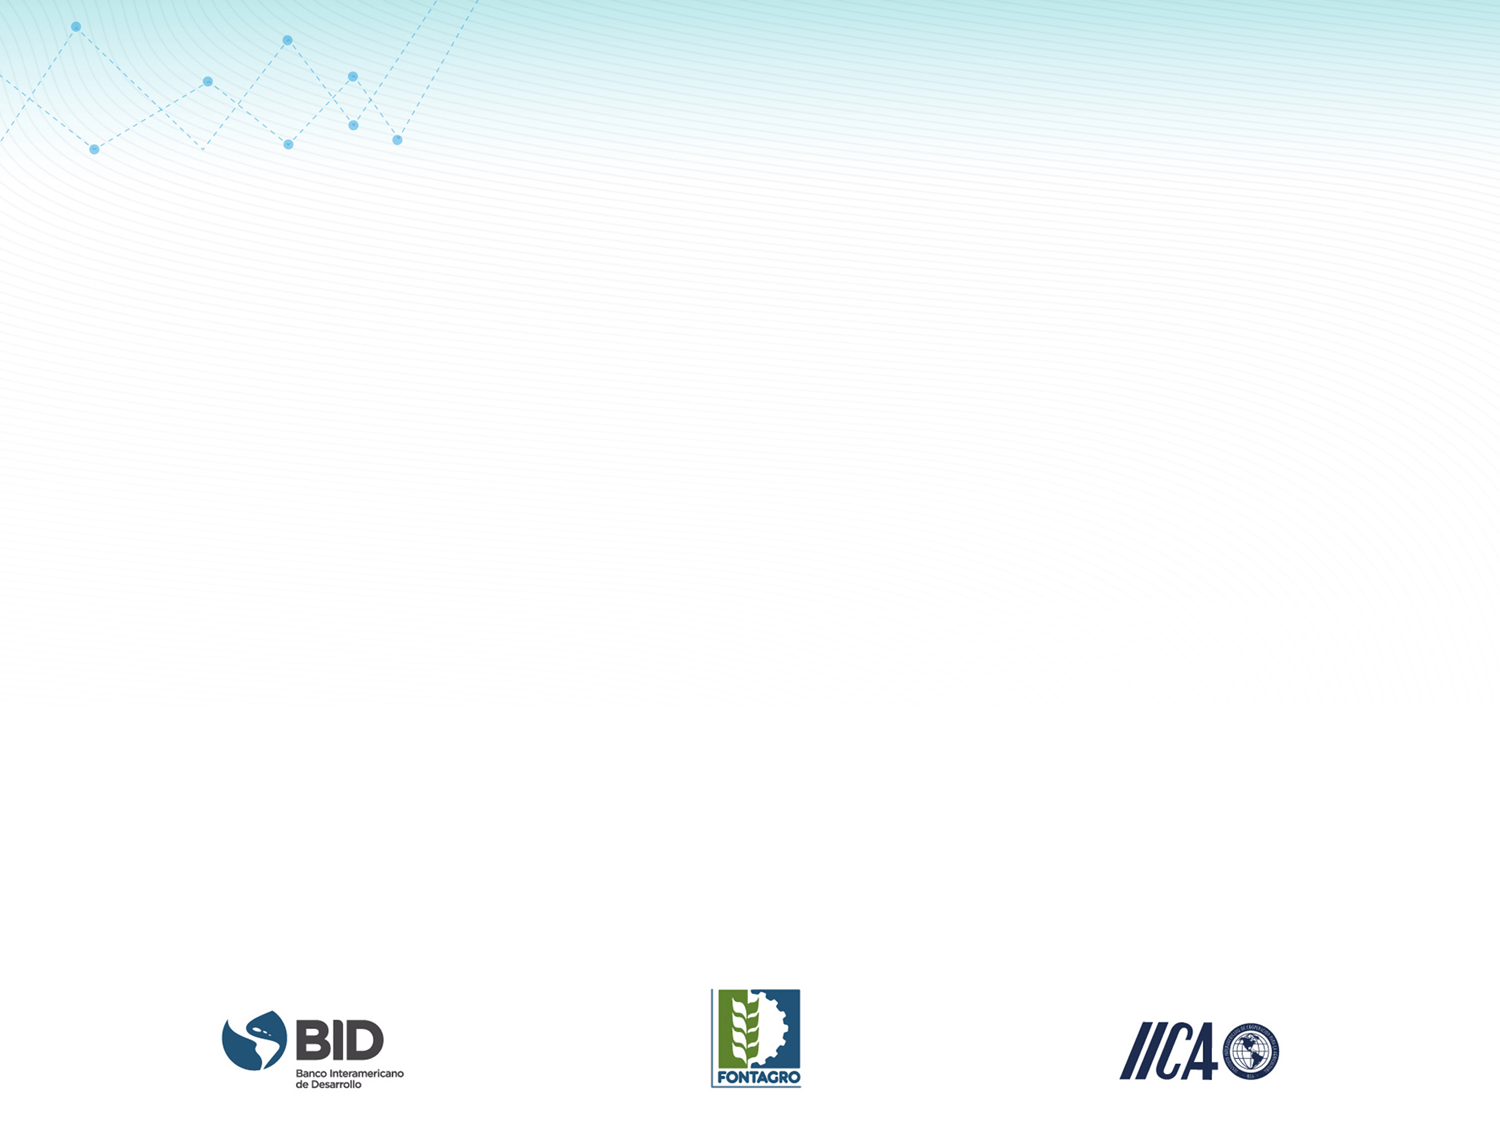 BID
Banco Interamericano
de Desarrollo
FONTAGRO
IICA